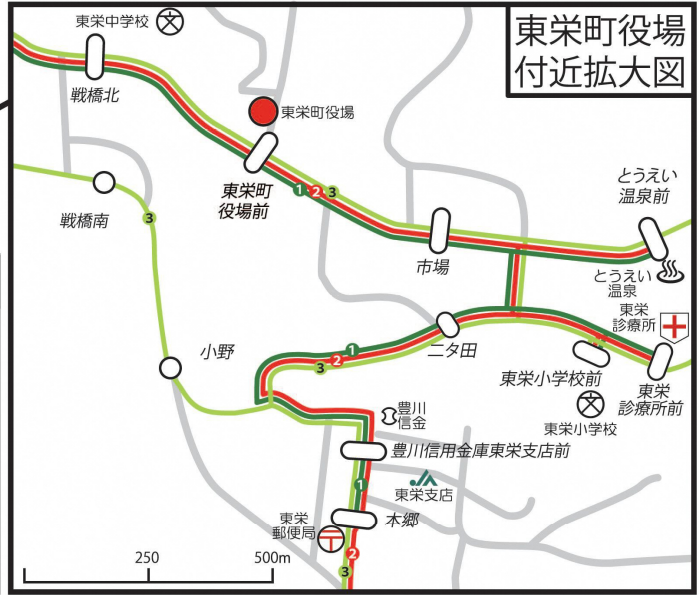 東栄町役場
付近拡大図
東栄中学校
戦橋北
東栄町役場
東栄町
役場前
1 2 3
とうえい
温泉前
戦橋南
3
市場
とうえい
温泉
東栄
診療所
小野
1
2
3
二タ田
東栄小学校前
東栄
診療所前
豊川
信金
東栄小学校
豊川信用金庫東栄支店前
1
JA
東栄支店
東栄
郵便局
本郷
2
3
250
500m